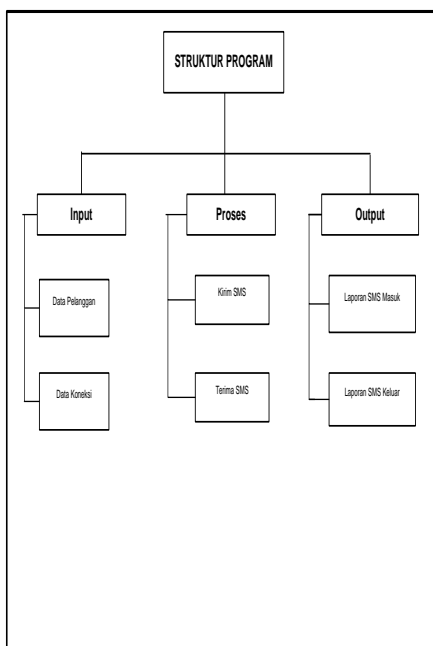 STRUKTUR PROGRAM
Input
Proses
Output
Data Pelanggan
Kirim SMS
Laporan SMS Masuk
Data Koneksi
Terima SMS
Laporan SMS Keluar